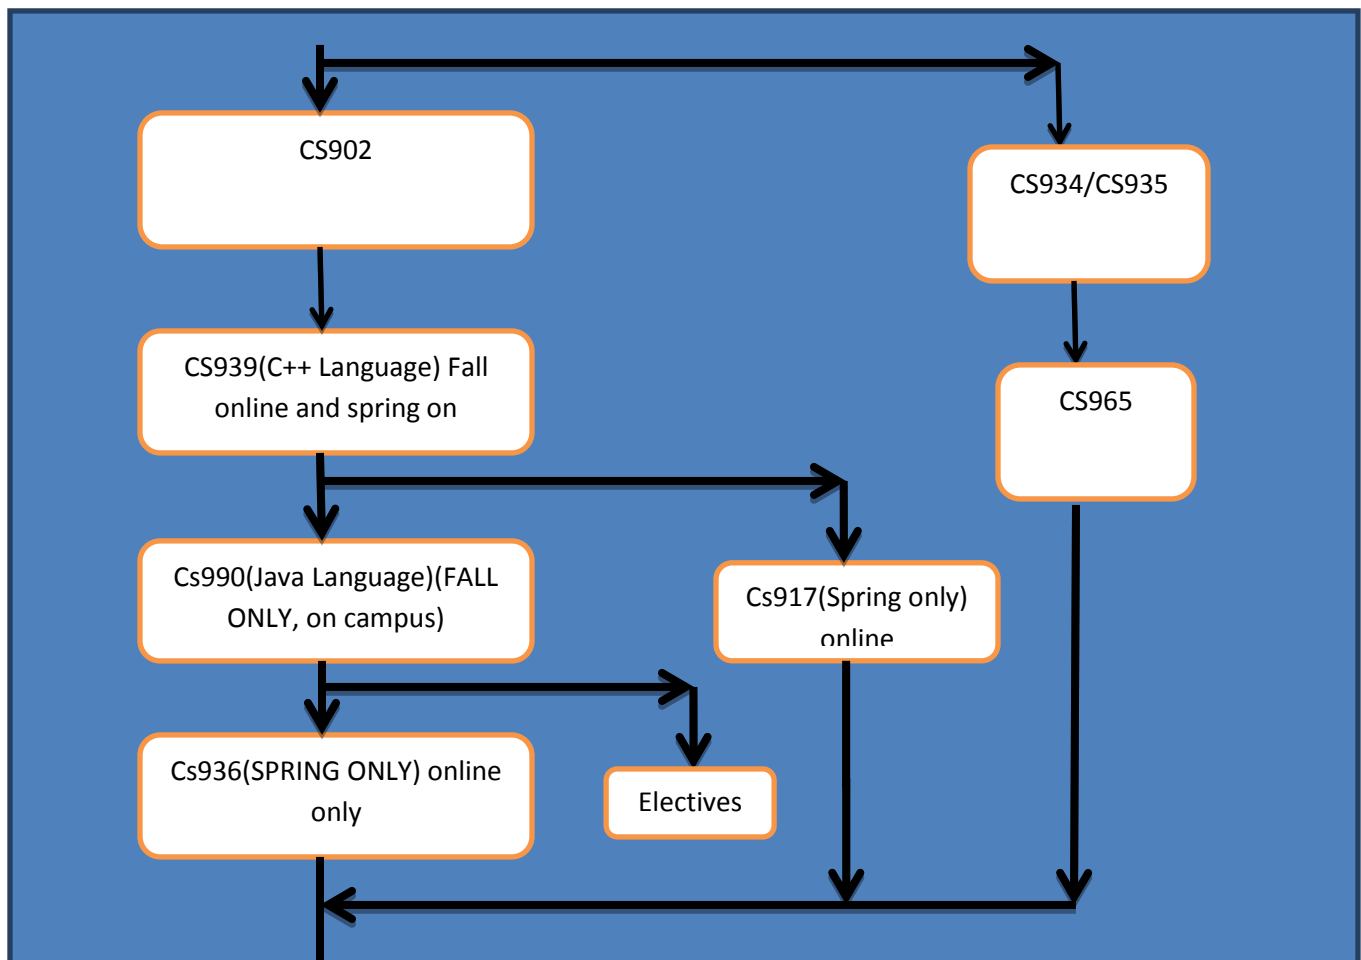 CS902
CS934/CS935
CS939(C++ Language) Fall
online and spring on
CS965
Cs990(Java Language)(FALL
ONLY, on campus)
Cs917(Spring only)
online
Cs936(SPRING ONLY) online
only
Electives